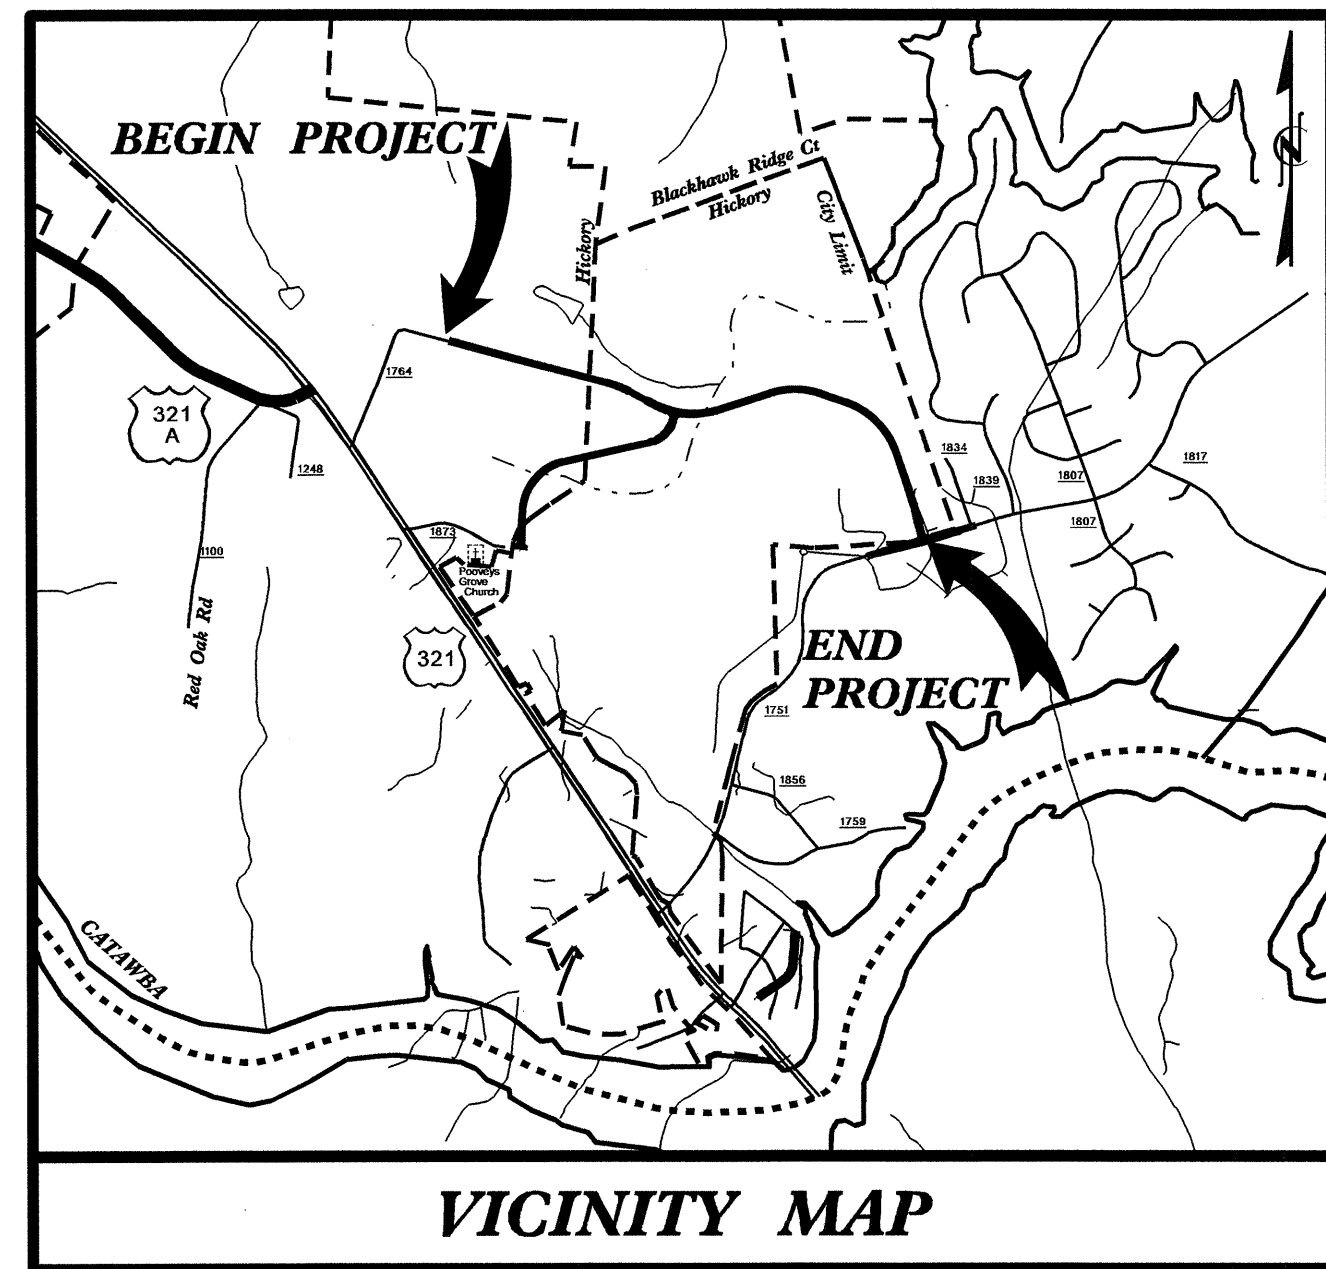 BEGIN PROJECT
Blackhawk Ridge Ct
Hickory
City Limit
Hickory
N
1764
321
A
1248
1834
1839
1807
1817
1807
1100
1873
Pooveys
Grove
Church
Red Oak Rd
321
END
PROJECT
1751
1856
1759
CATAWBA
VICINITY MAP